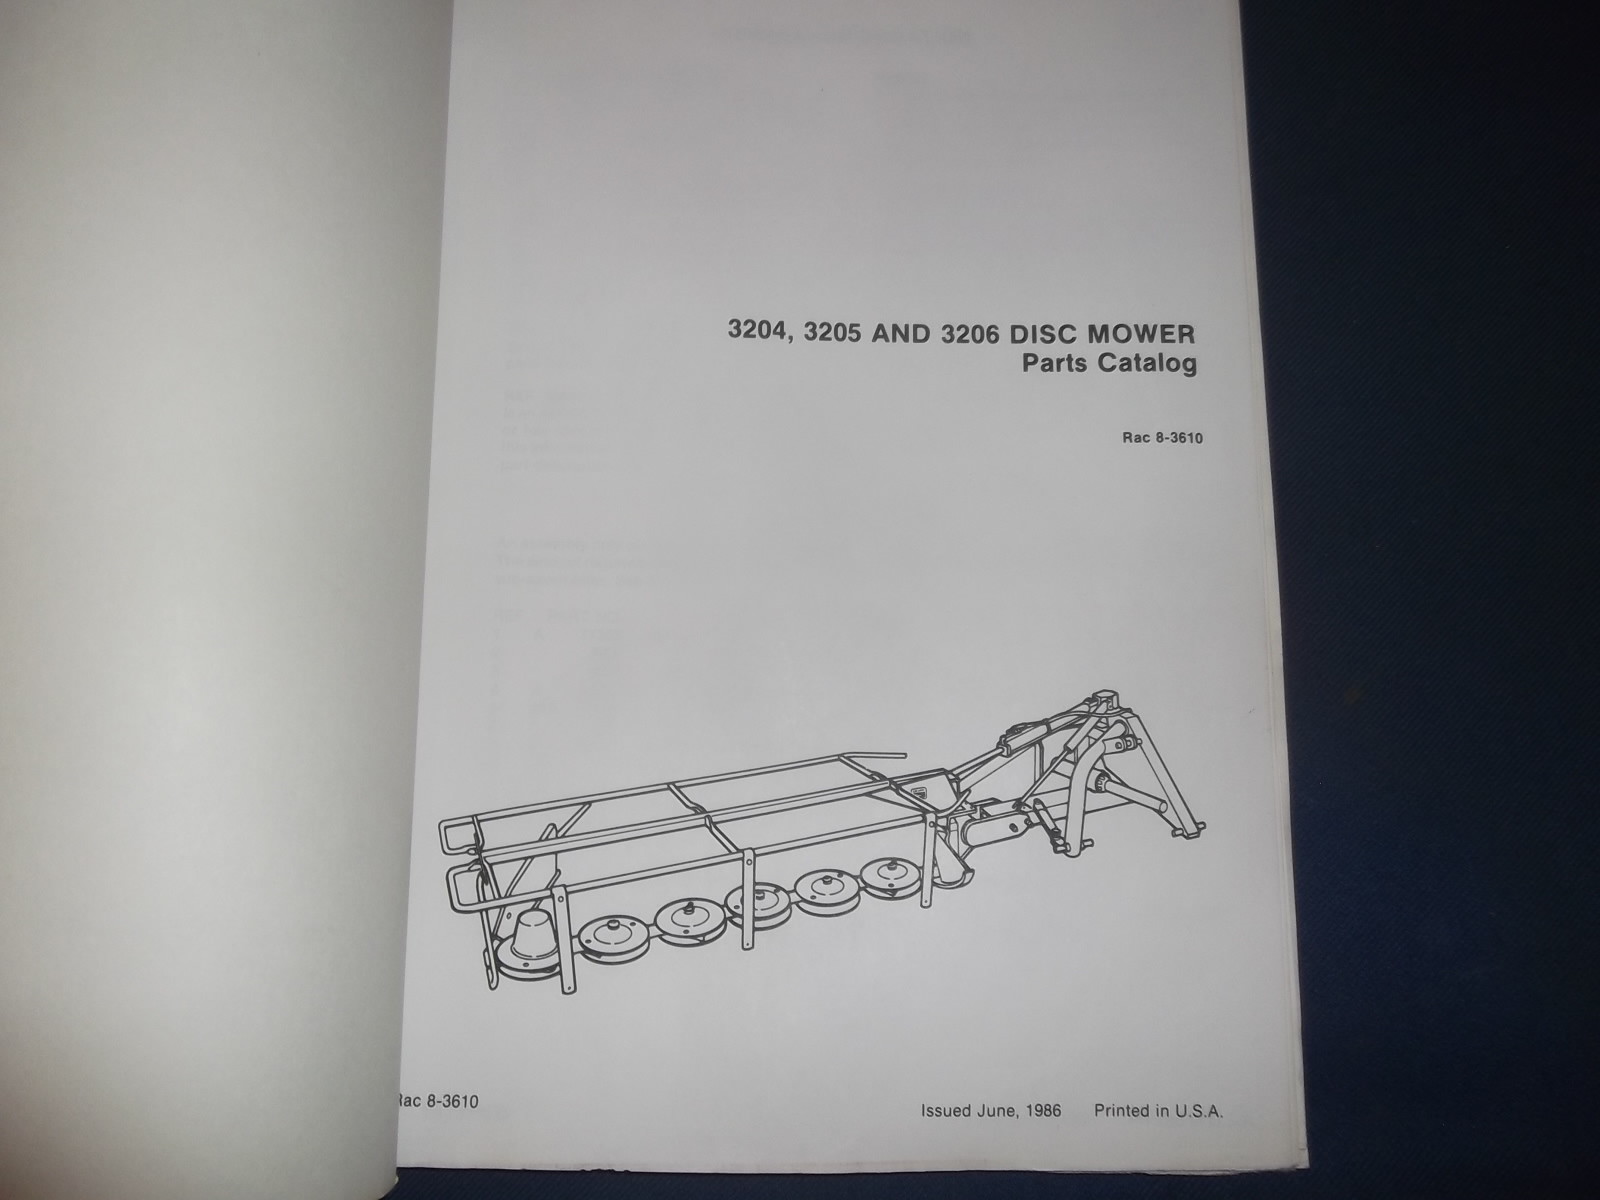 3204, 3205 AND 3206 DISC MOWER
Parts Catalog
Rac 8-3610
Rac 8-3610
Issued June, 1986 Printed in U.S.A.